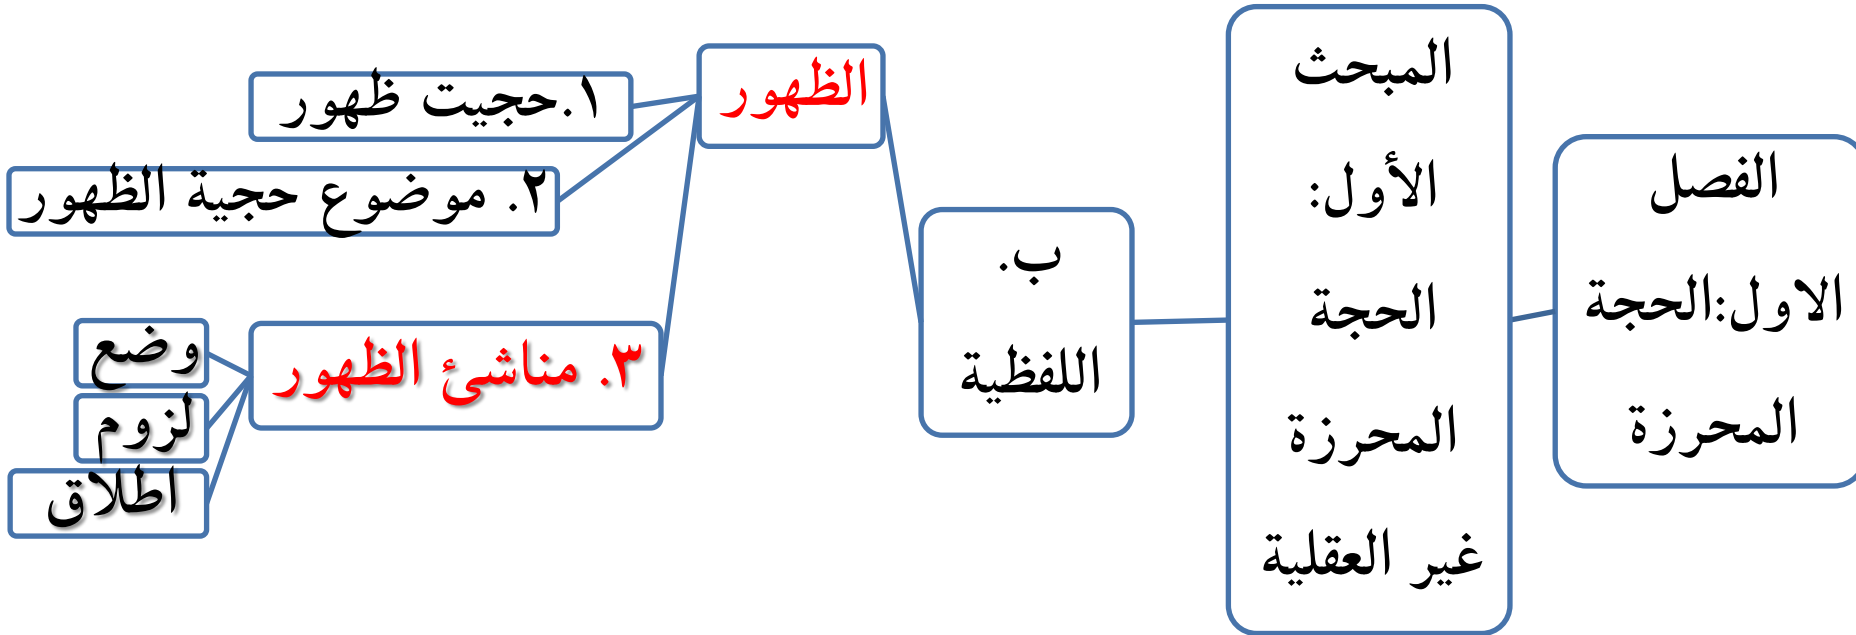 الفصل
الاول:الحجة
المحرزة
المبحث
الأول:
الحجة
المحرزة
غير العقلية
ب.
اللفظية
الظهور
١.حجيت ظهور
٢. موضوع حجية الظهور
٣. مناشئ الظهور
وضع
لزوم
اطلاق